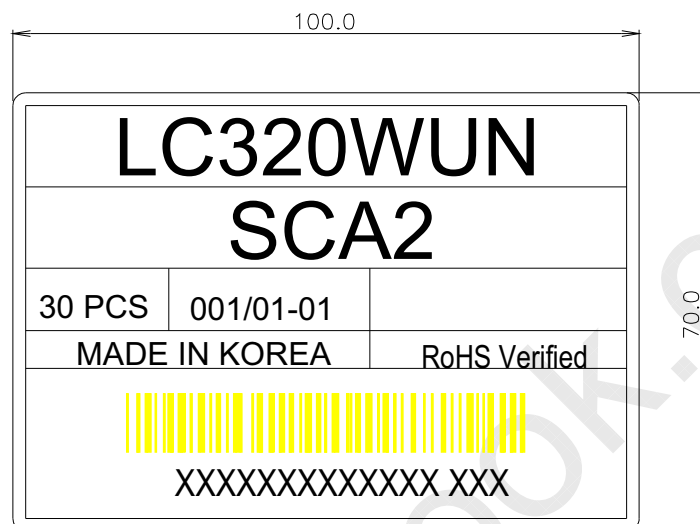 100.0
LC320WUN
SCA2
30 PCS 001/01-01
70.0
MADE IN KOREA RoHS Verified
XXXXXXXXXXXXX XXX